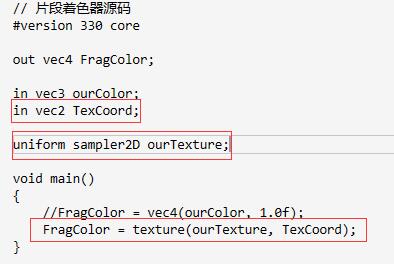 // 片段着色器源码
#version 330 core
out vec4 FragColor;
in vec3 ourColor;
in vec2 TexCoord;
uniform sampler2D ourTexture;
void main()
{
    //FragColor = vec4(ourColor, 1.0f);
    FragColor = texture(ourTexture, TexCoord);
}